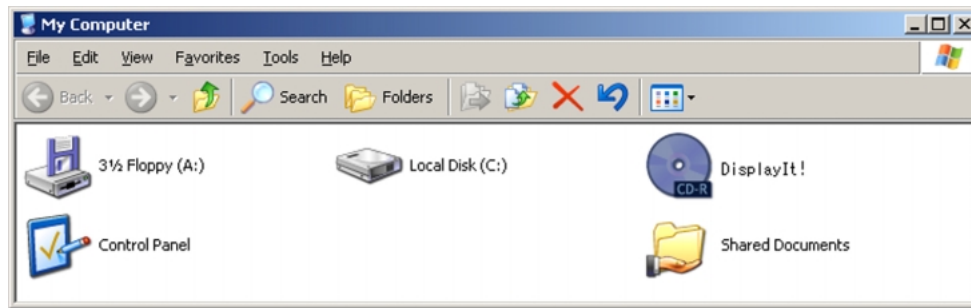 My Computer
File Edit View Favorites Tools Help
Back Search Folders
3½ Floppy (A:) Local Disk (C:) DisplayIt!
CD-R
Control Panel Shared Documents